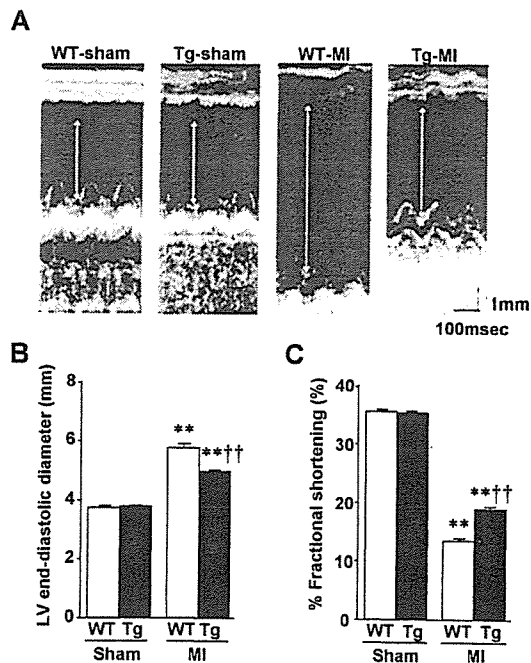 A
WT-sham Tg-sham WT-MI Tg-MI
1mm
100msec
B
LV end-diastolic diameter (mm)
8
6
4
2
0
**
**††
WT Tg WT Tg
Sham MI
C
% Fractional shortening (%)
40
30
20
10
0
**
**††
WT Tg WT Tg
Sham MI